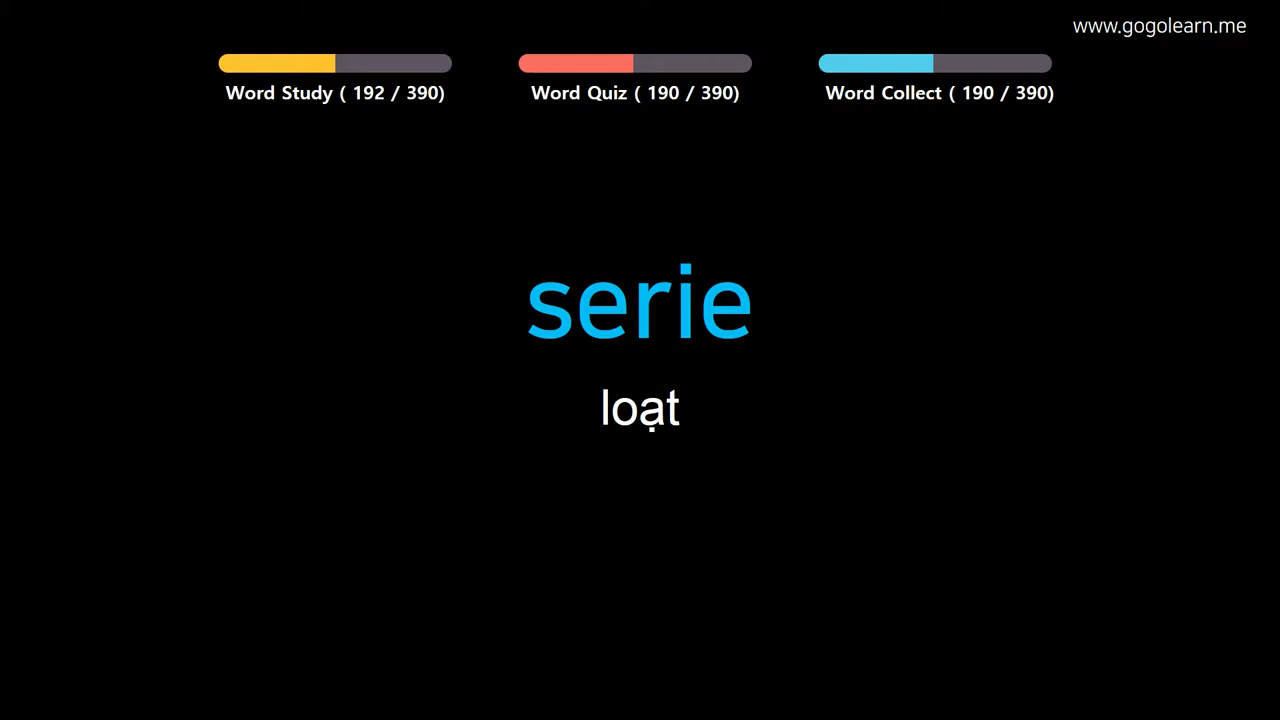 www.gogolearn.me
Word Study ( 192 / 390)
Word Quiz ( 190 / 390)
Word Collect ( 190 / 390)
serie
loạt